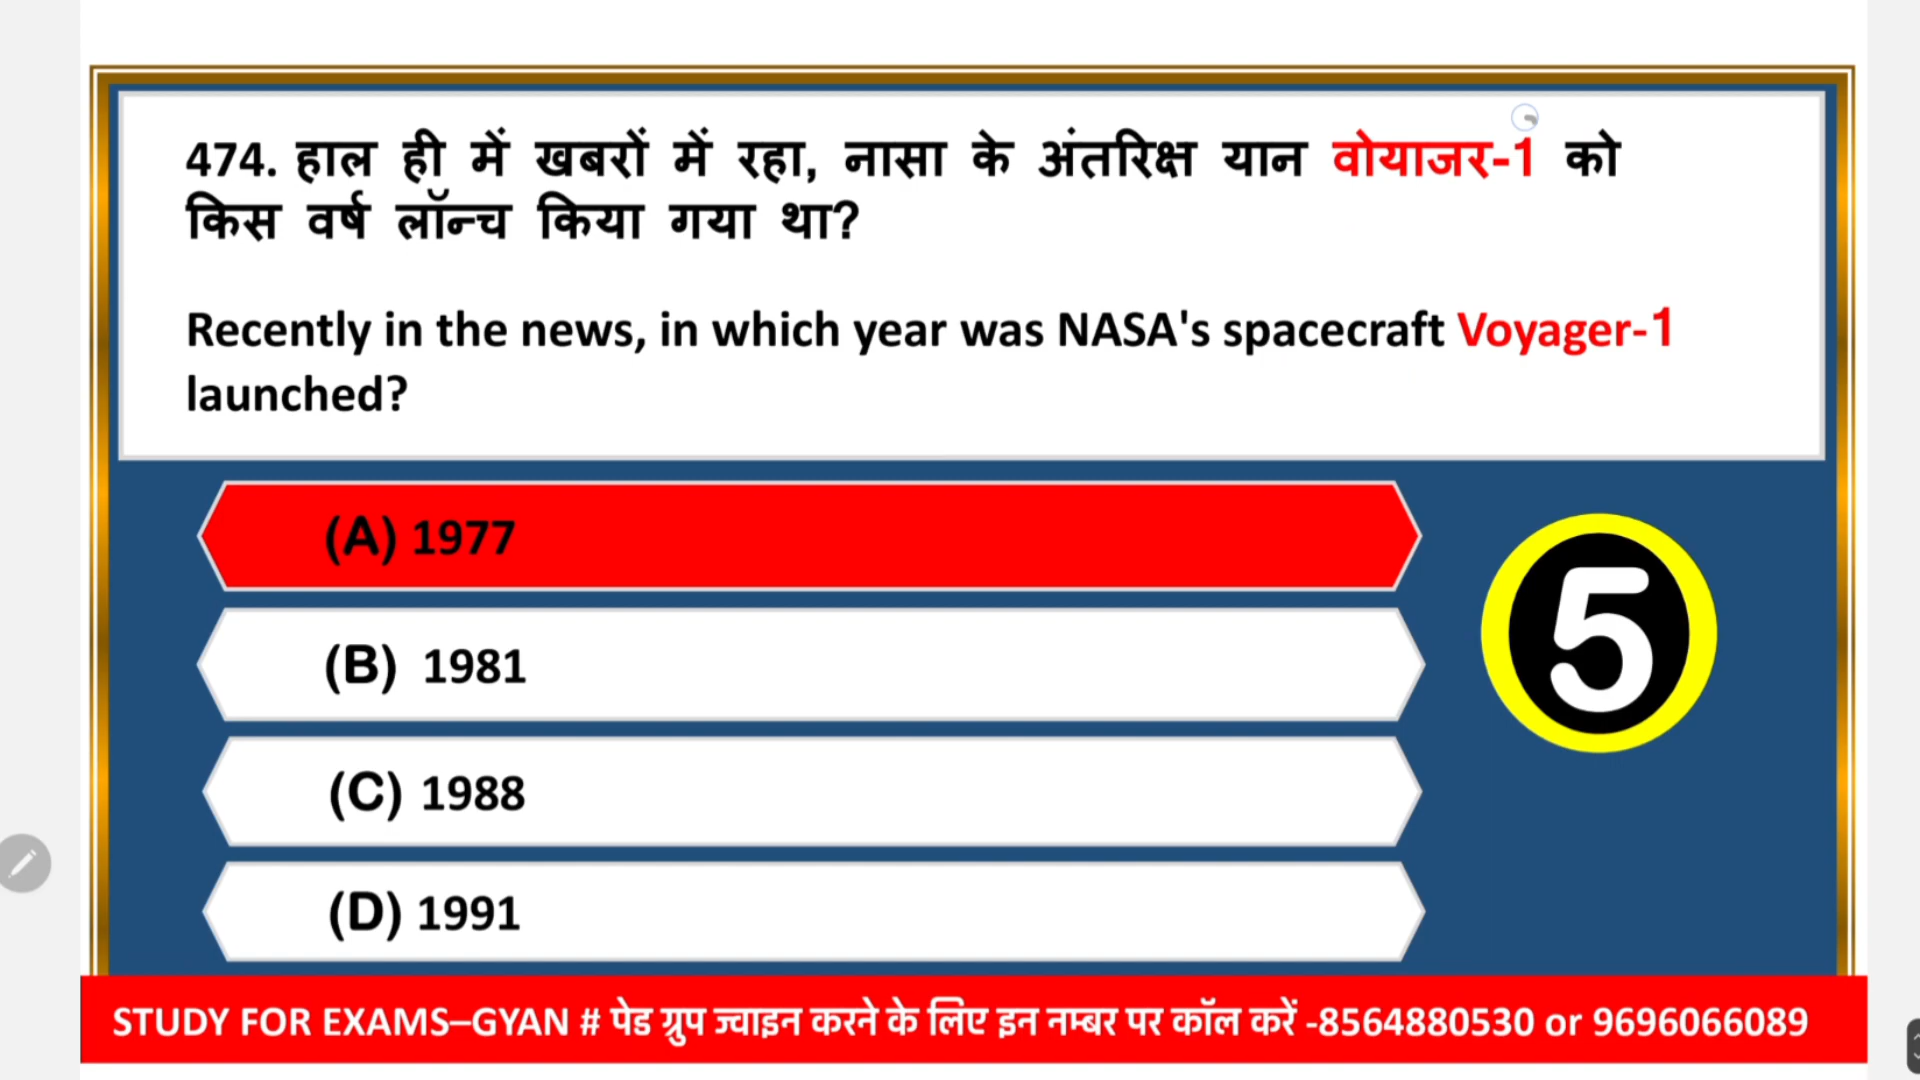 474. हाल ही में खबरों में रहा, नासा के अंतरिक्ष यान वोयाजर-1 को
किस वर्ष लॉन्च किया गया था?
Recently in the news, in which year was NASA's spacecraft Voyager-1
launched?
(A) 1977
(B) 1981
(C) 1988
(D) 1991
5
STUDY FOR EXAMS–GYAN # पेड ग्रुप ज्वाइन करने के लिए इन नम्बर पर कॉल करें -8564880530 or 9696066089